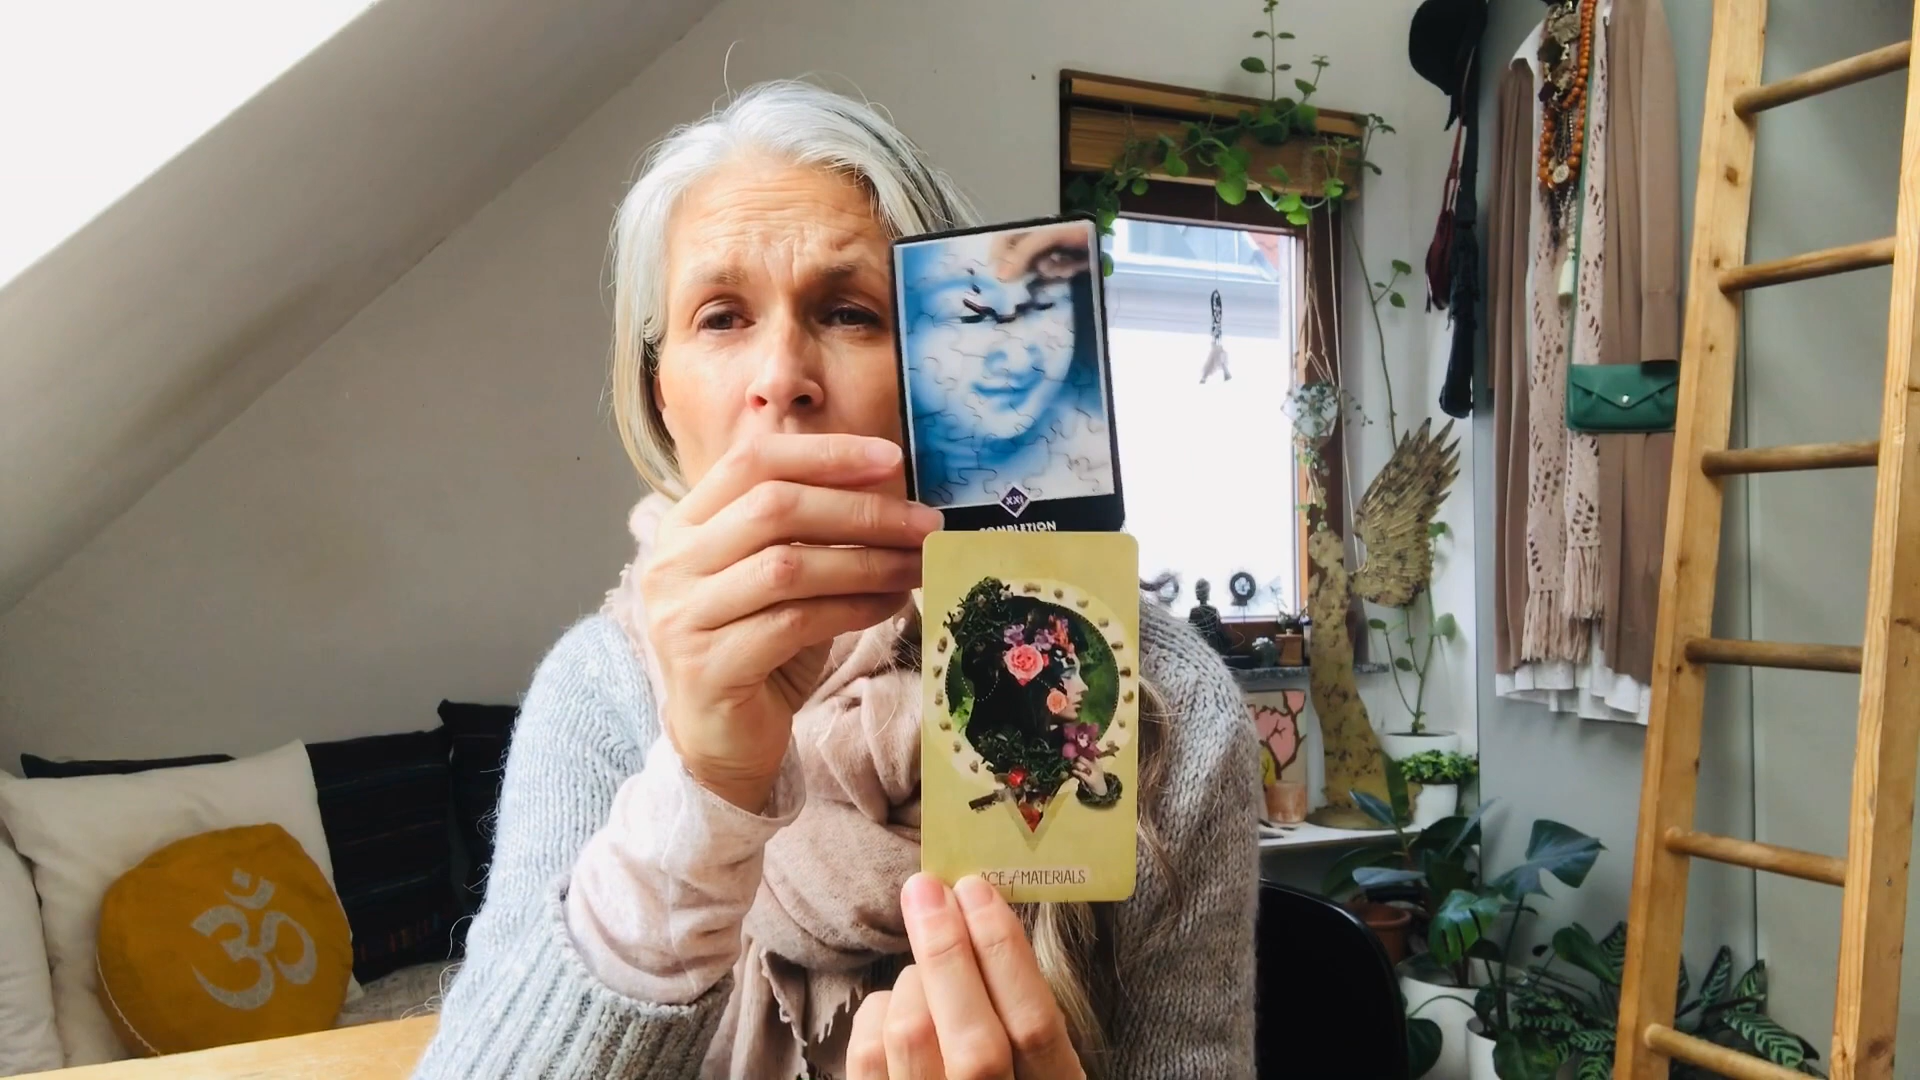 XXI
COMPLETION
ACE of MATERIALS
ॐ